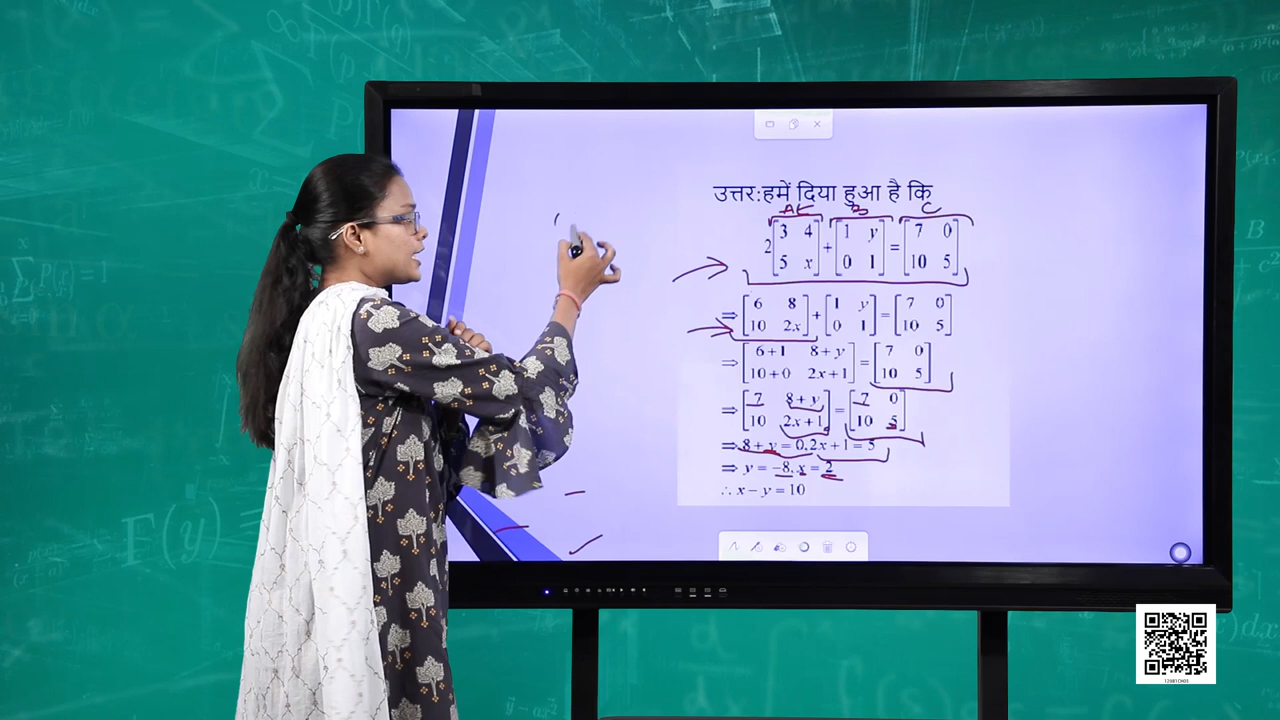 उत्तर:हमें दिया हुआ है कि
A B C
2[3 4; 5 x] + [1 y; 0 1] = [7 0; 10 5]
⇒ [6 8; 10 2x] + [1 y; 0 1] = [7 0; 10 5]
⇒ [6+1 8+y; 10+0 2x+1] = [7 0; 10 5]
⇒ [7 8+y; 10 2x+1] = [7 0; 10 5]
⇒ 8+y=0,2x+1=5
⇒ y=-8,x=2
∴ x-y=10
F(y)